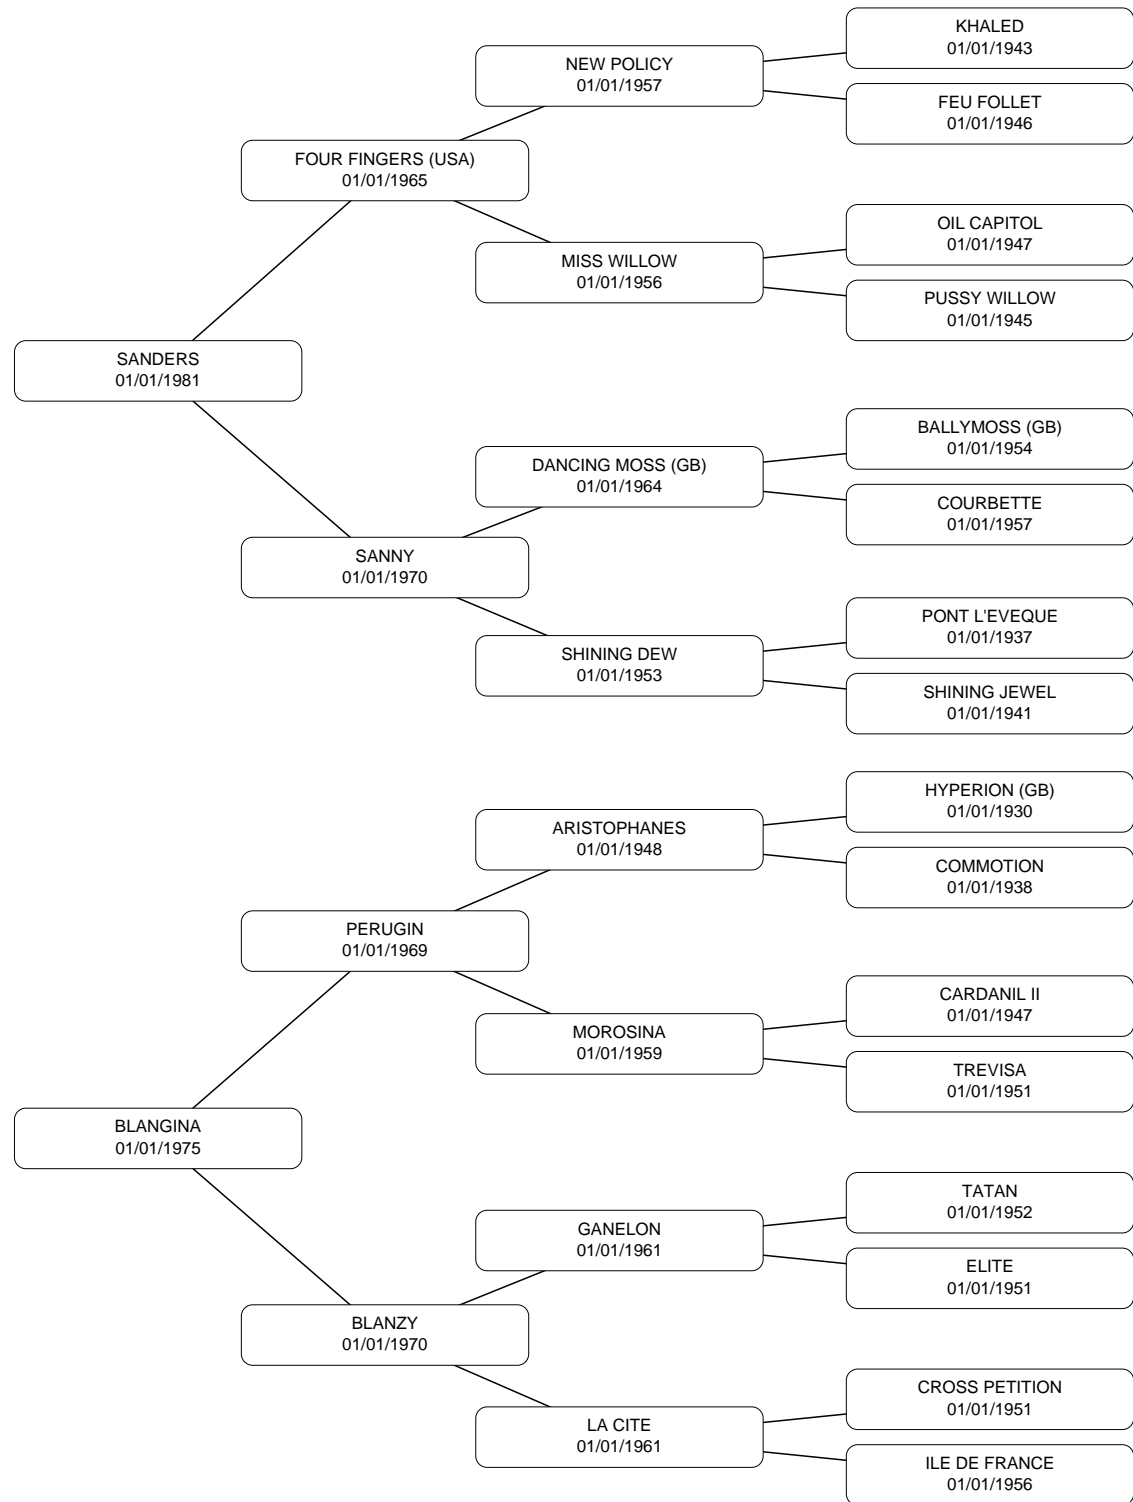 KHALED
01/01/1943
NEW POLICY
01/01/1957
FEU FOLLET
01/01/1946
FOUR FINGERS (USA)
01/01/1965
OIL CAPITOL
01/01/1947
MISS WILLOW
01/01/1956
PUSSY WILLOW
01/01/1945
SANDERS
01/01/1981
BALLYMOSS (GB)
01/01/1954
DANCING MOSS (GB)
01/01/1964
COURBETTE
01/01/1957
SANNY
01/01/1970
PONT L'EVEQUE
01/01/1937
SHINING DEW
01/01/1953
SHINING JEWEL
01/01/1941
HYPERION (GB)
01/01/1930
ARISTOPHANES
01/01/1948
COMMOTION
01/01/1938
PERUGIN
01/01/1969
CARDANIL II
01/01/1947
MOROSINA
01/01/1959
TREVISA
01/01/1951
BLANGINA
01/01/1975
TATAN
01/01/1952
GANELON
01/01/1961
ELITE
01/01/1951
BLANZY
01/01/1970
CROSS PETITION
01/01/1951
LA CITE
01/01/1961
ILE DE FRANCE
01/01/1956